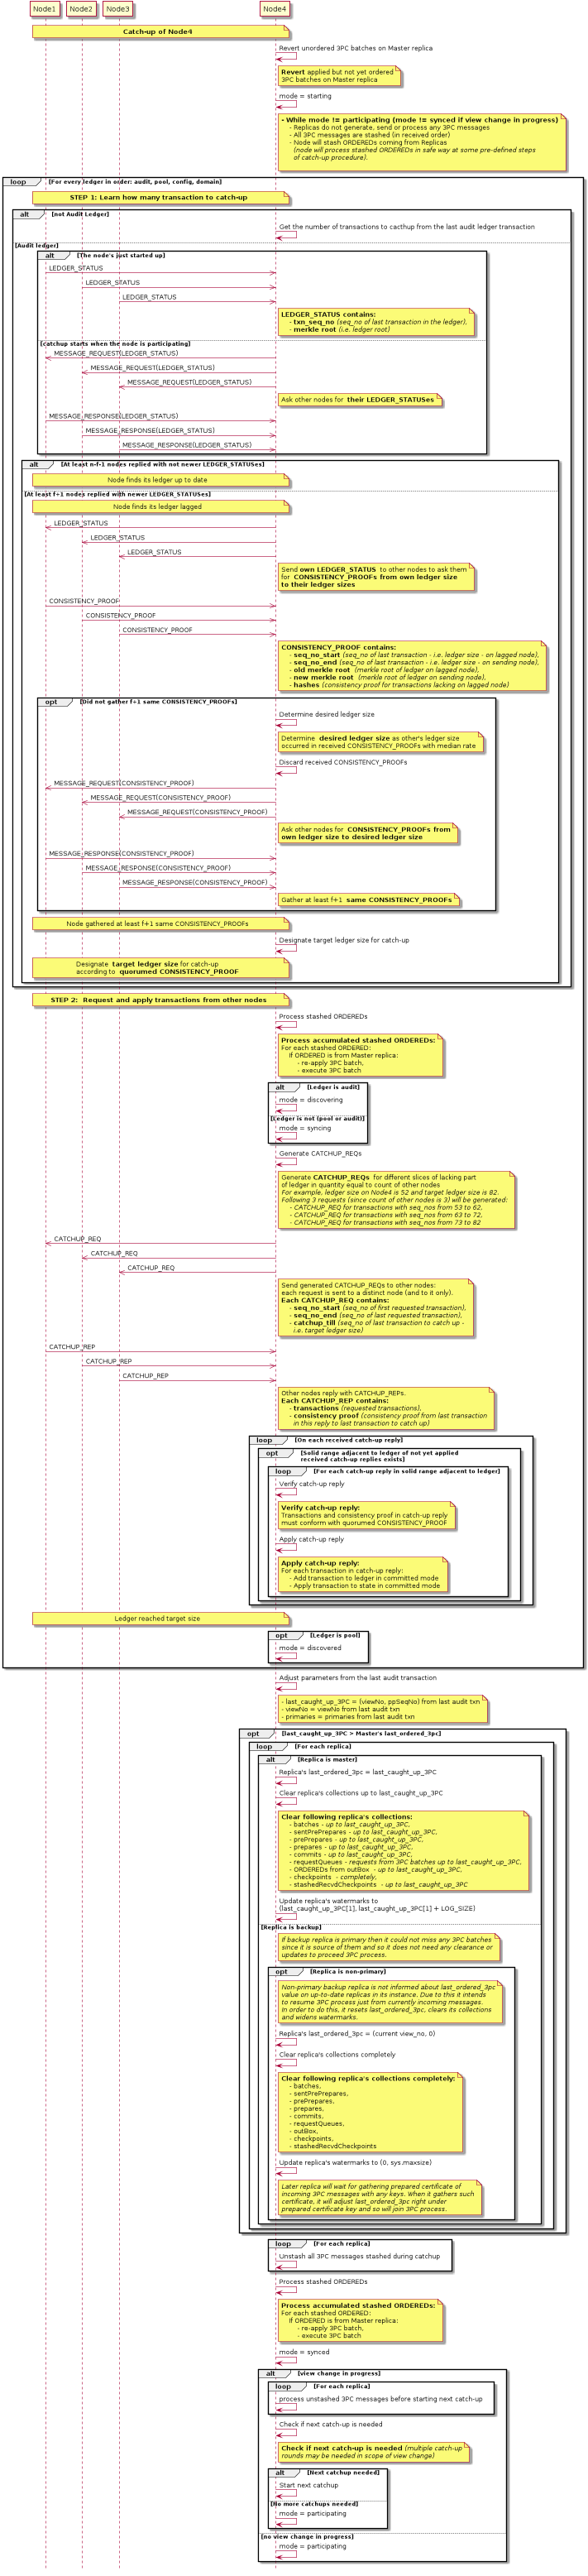 Node1
Node2
Node3
Node4
Catch-up of Node4
Revert unordered 3PC batches on Master replica
Revert applied but not yet ordered
3PC batches on Master replica
mode = starting
- While mode != participating (mode != synced if view change in progress)
- Replicas do not generate, send or process any 3PC messages
- All 3PC messages are stashed (in received order)
- Node will stash ORDEREDs coming from Replicas
(node will process stashed ORDEREDs in safe way at some pre-defined steps
of catch-up procedure).
loop
[For every ledger in order: audit, pool, config, domain]
STEP 1: Learn how many transaction to catch-up
alt
[not Audit Ledger]
Get the number of transactions to cacthup from the last audit ledger transaction
[Audit ledger]
alt
[The node's just started up]
LEDGER_STATUS
LEDGER_STATUS
LEDGER_STATUS
LEDGER_STATUS contains:
- txn_seq_no (seq_no of last transaction in the ledger),
- merkle root (i.e. ledger root)
[catchup starts when the node is participating]
MESSAGE_REQUEST(LEDGER_STATUS)
MESSAGE_REQUEST(LEDGER_STATUS)
MESSAGE_REQUEST(LEDGER_STATUS)
Ask other nodes for their LEDGER_STATUSes
MESSAGE_RESPONSE(LEDGER_STATUS)
MESSAGE_RESPONSE(LEDGER_STATUS)
MESSAGE_RESPONSE(LEDGER_STATUS)
alt
[At least n-f-1 nodes replied with not newer LEDGER_STATUSes]
Node finds its ledger up to date
[At least f+1 nodes replied with newer LEDGER_STATUSes]
Node finds its ledger lagged
LEDGER_STATUS
LEDGER_STATUS
LEDGER_STATUS
Send own LEDGER_STATUS to other nodes to ask them
for CONSISTENCY_PROOFs from own ledger size
to their ledger sizes
CONSISTENCY_PROOF
CONSISTENCY_PROOF
CONSISTENCY_PROOF
CONSISTENCY_PROOF contains:
- seq_no_start (seq_no of last transaction - i.e. ledger size - on lagged node),
- seq_no_end (seq_no of last transaction - i.e. ledger size - on sending node),
- old merkle root (merkle root of ledger on lagged node),
- new merkle root (merkle root of ledger on sending node),
- hashes (consistency proof for transactions lacking on lagged node)
opt
[Did not gather f+1 same CONSISTENCY_PROOFs]
Determine desired ledger size
Determine desired ledger size as other's ledger size
occurred in received CONSISTENCY_PROOFs with median rate
Discard received CONSISTENCY_PROOFs
MESSAGE_REQUEST(CONSISTENCY_PROOF)
MESSAGE_REQUEST(CONSISTENCY_PROOF)
MESSAGE_REQUEST(CONSISTENCY_PROOF)
Ask other nodes for CONSISTENCY_PROOFs from
own ledger size to desired ledger size
MESSAGE_RESPONSE(CONSISTENCY_PROOF)
MESSAGE_RESPONSE(CONSISTENCY_PROOF)
MESSAGE_RESPONSE(CONSISTENCY_PROOF)
Gather at least f+1 same CONSISTENCY_PROOFs
Node gathered at least f+1 same CONSISTENCY_PROOFs
Designate target ledger size for catch-up
Designate target ledger size for catch-up
according to quorumed CONSISTENCY_PROOF
STEP 2: Request and apply transactions from other nodes
Process stashed ORDEREDs
Process accumulated stashed ORDEREDs:
For each stashed ORDERED:
If ORDERED is from Master replica:
- re-apply 3PC batch,
- execute 3PC batch
alt
[Ledger is audit]
mode = discovering
[Ledger is not (pool or audit)]
mode = syncing
Generate CATCHUP_REQs
Generate CATCHUP_REQs for different slices of lacking part
of ledger in quantity equal to count of other nodes
For example, ledger size on Node4 is 52 and target ledger size is 82.
Following 3 requests (since count of other nodes is 3) will be generated:
- CATCHUP_REQ for transactions with seq_nos from 53 to 62,
- CATCHUP_REQ for transactions with seq_nos from 63 to 72,
- CATCHUP_REQ for transactions with seq_nos from 73 to 82
CATCHUP_REQ
CATCHUP_REQ
CATCHUP_REQ
Send generated CATCHUP_REQs to other nodes:
each request is sent to a distinct node (and to it only).
Each CATCHUP_REQ contains:
- seq_no_start (seq_no of first requested transaction),
- seq_no_end (seq_no of last requested transaction),
- catchup_till (seq_no of last transaction to catch up -
i.e. target ledger size)
CATCHUP_REP
CATCHUP_REP
CATCHUP_REP
Other nodes reply with CATCHUP_REPs.
Each CATCHUP_REP contains:
- transactions (requested transactions),
- consistency proof (consistency proof from last transaction
in this reply to last transaction to catch up)
loop
[On each received catch-up reply]
opt
[Solid range adjacent to ledger of not yet applied
received catch-up replies exists]
loop
[For each catch-up reply in solid range adjacent to ledger]
Verify catch-up reply
Verify catch-up reply:
Transactions and consistency proof in catch-up reply
must conform with quorumed CONSISTENCY_PROOF
Apply catch-up reply
Apply catch-up reply:
For each transaction in catch-up reply:
- Add transaction to ledger in committed mode
- Apply transaction to state in committed mode
Ledger reached target size
opt
[Ledger is pool]
mode = discovered
Adjust parameters from the last audit transaction
- last_caught_up_3PC = (viewNo, ppSeqNo) from last audit txn
- viewNo = viewNo from last audit txn
- primaries = primaries from last audt txn
opt
[last_caught_up_3PC > Master's last_ordered_3pc]
loop
[For each replica]
alt
[Replica is master]
Replica's last_ordered_3pc = last_caught_up_3PC
Clear replica's collections up to last_caught_up_3PC
Clear following replica's collections:
- batches - up to last_caught_up_3PC,
- sentPrePrepares - up to last_caught_up_3PC,
- prePrepares - up to last_caught_up_3PC,
- prepares - up to last_caught_up_3PC,
- commits - up to last_caught_up_3PC,
- requestQueues - requests from 3PC batches up to last_caught_up_3PC,
- ORDEREDs from outBox - up to last_caught_up_3PC,
- checkpoints - completely,
- stashedRecvdCheckpoints - up to last_caught_up_3PC
Update replica's watermarks to
(last_caught_up_3PC[1], last_caught_up_3PC[1] + LOG_SIZE)
[Replica is backup]
If backup replica is primary then it could not miss any 3PC batches
since it is source of them and so it does not need any clearance or
updates to proceed 3PC process.
opt
[Replica is non-primary]
Non-primary backup replica is not informed about last_ordered_3pc
value on up-to-date replicas in its instance. Due to this it intends
to resume 3PC process just from currently incoming messages.
In order to do this, it resets last_ordered_3pc, clears its collections
and widens watermarks.
Replica's last_ordered_3pc = (current view_no, 0)
Clear replica's collections completely
Clear following replica's collections completely:
- batches,
- sentPrePrepares,
- prePrepares,
- prepares,
- commits,
- requestQueues,
- outBox,
- checkpoints,
- stashedRecvdCheckpoints
Update replica's watermarks to (0, sys.maxsize)
Later replica will wait for gathering prepared certificate of
incoming 3PC messages with any keys. When it gathers such
certificate, it will adjust last_ordered_3pc right under
prepared certificate key and so will join 3PC process.
loop
[For each replica]
Unstash all 3PC messages stashed during catchup
Process stashed ORDEREDs
Process accumulated stashed ORDEREDs:
For each stashed ORDERED:
If ORDERED is from Master replica:
- re-apply 3PC batch,
- execute 3PC batch
mode = synced
alt
[view change in progress]
loop
[For each replica]
process unstashed 3PC messages before starting next catch-up
Check if next catch-up is needed
Check if next catch-up is needed (multiple catch-up
rounds may be needed in scope of view change)
alt
[Next catchup needed]
Start next catchup
[No more catchups needed]
mode = participating
[no view change in progress]
mode = participating